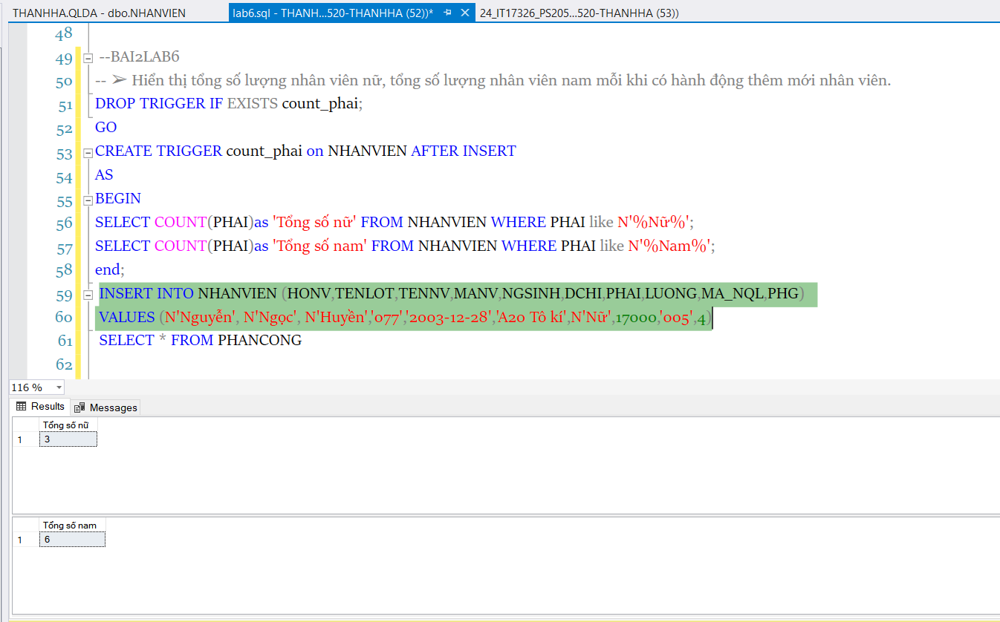 THANHHA.QLDA - dbo.NHANVIEN
lab6.sql - THANH...520-THANHHA (52))*
24_IT17326_PS205...520-THANHHA (53))
48
49 --BAI2LAB6
50 -- ➢ Hiển thị tổng số lượng nhân viên nữ, tổng số lượng nhân viên nam mỗi khi có hành động thêm mới nhân viên.
51 DROP TRIGGER IF EXISTS count_phai;
52 GO
53 CREATE TRIGGER count_phai on NHANVIEN AFTER INSERT
54 AS
55 BEGIN
56 SELECT COUNT(PHAI)as 'Tổng số nữ' FROM NHANVIEN WHERE PHAI like N'%Nữ%';
57 SELECT COUNT(PHAI)as 'Tổng số nam' FROM NHANVIEN WHERE PHAI like N'%Nam%';
58 end;
59 INSERT INTO NHANVIEN (HONV,TENLOT,TENNV,MANV,NGSINH,DCHI,PHAI,LUONG,MA_NQL,PHG)
60 VALUES (N'Nguyễn', N'Ngọc', N'Huyền','077','2003-12-28','A20 Tô kí',N'Nữ',17000,'005',4)
61 SELECT * FROM PHANCONG
62
116 %
Results Messages
Tổng số nữ
1 3
Tổng số nam
1 6